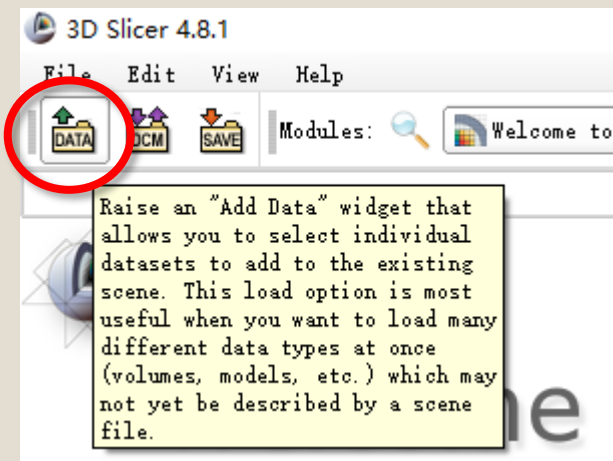 3D Slicer 4.8.1
File Edit View Help
DATA DCM SAVE Modules: Welcome to
Raise an "Add Data" widget that
allows you to select individual
datasets to add to the existing
scene. This load option is most
useful when you want to load many
different data types at once
(volumes, models, etc.) which may
not yet be described by a scene
file.